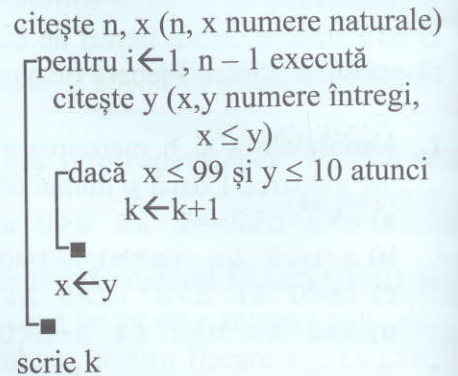 citește n, x (n, x numere naturale)
pentru i←1, n – 1 execută
citește y (x,y numere întregi,
x ≤ y)
dacă x ≤ 99 și y ≤ 10 atunci
k←k+1
■
x←y
■
scrie k